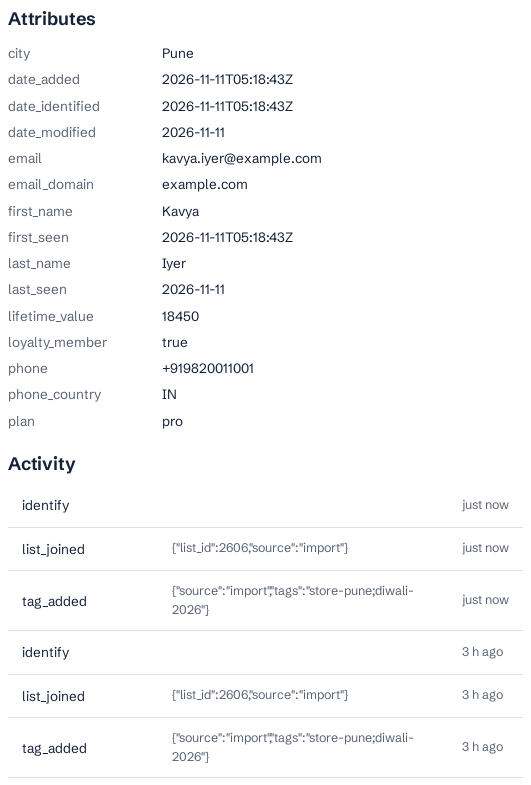 Attributes
city Pune
date_added 2026-11-11T05:18:43Z
date_identified 2026-11-11T05:18:43Z
date_modified 2026-11-11
email kavya.iyer@example.com
email_domain example.com
first_name Kavya
first_seen 2026-11-11T05:18:43Z
last_name Iyer
last_seen 2026-11-11
lifetime_value 18450
loyalty_member true
phone +919820011001
phone_country IN
plan pro
Activity
identify just now
list_joined {"list_id":2606,"source":"import"} just now
tag_added {"source":"import","tags":"store-pune;diwali-
2026"} just now
identify 3 h ago
list_joined {"list_id":2606,"source":"import"} 3 h ago
tag_added {"source":"import","tags":"store-pune;diwali-
2026"} 3 h ago